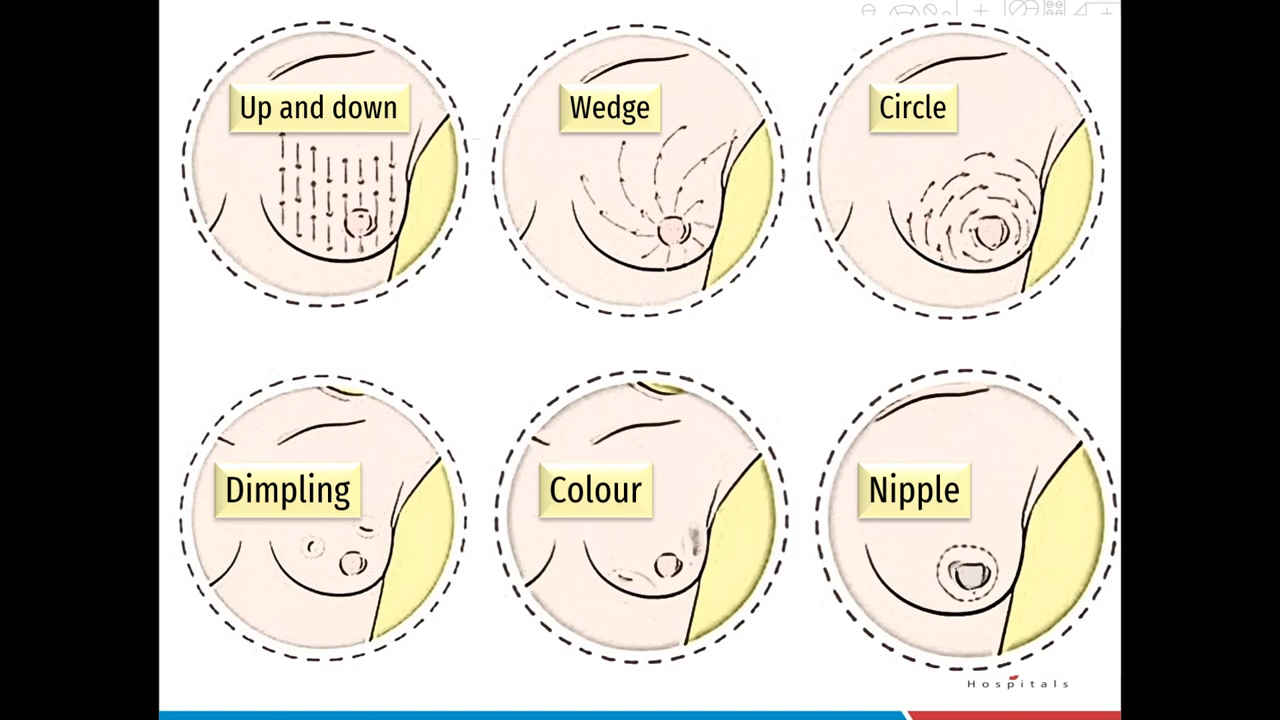 Up and down
Wedge
Circle
Dimpling
Colour
Nipple
Hospitals